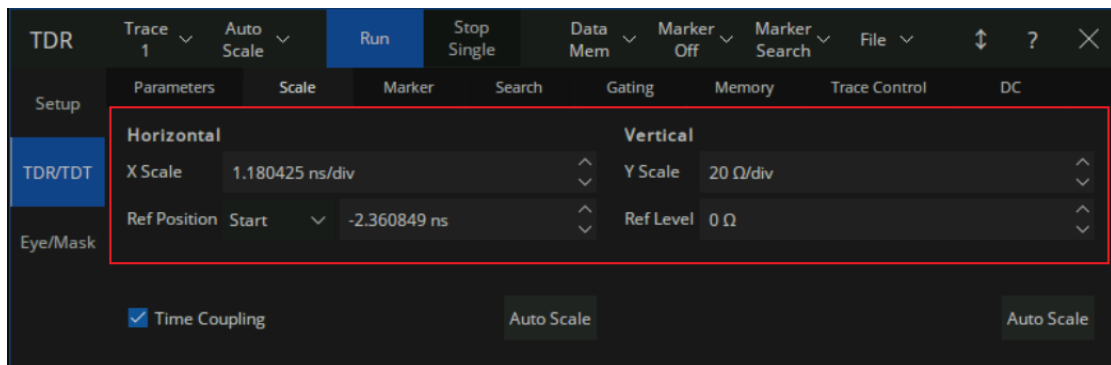 TDR
Trace
1
Auto
Scale
Run
Stop
Single
Data
Mem
Marker
Off
Marker
Search
File
?
Setup
TDR/TDT
Eye/Mask
Parameters Scale Marker Search Gating Memory Trace Control DC
Horizontal
X Scale 1.180425 ns/div
Ref Position Start -2.360849 ns
Vertical
Y Scale 20 Ω/div
Ref Level 0 Ω
Time Coupling
Auto Scale
Auto Scale